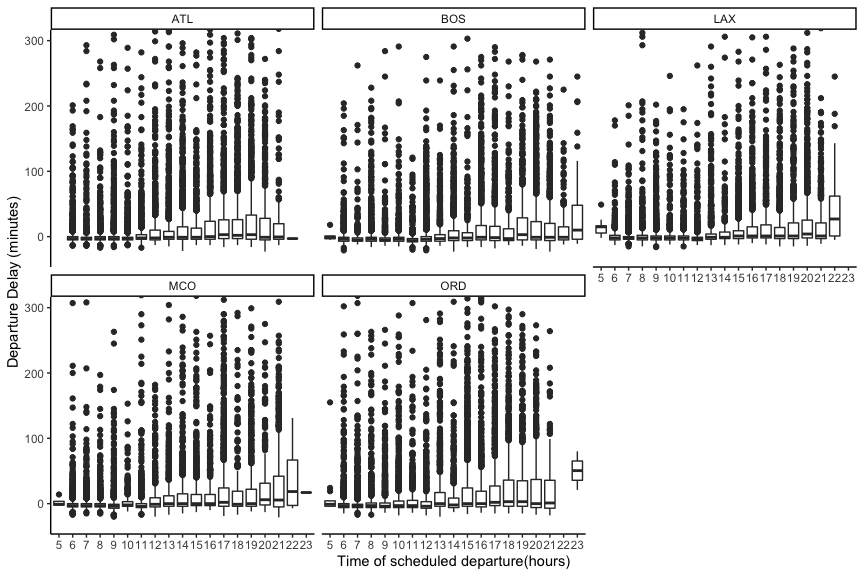 ATL BOS LAX
300
200
100
0
5 6 7 8 9 10 11 12 13 14 15 16 17 18 19 20 21 22 23
MCO ORD
300
200
100
0
5 6 7 8 9 10 11 12 13 14 15 16 17 18 19 20 21 22 23 5 6 7 8 9 10 11 12 13 14 15 16 17 18 19 20 21 22 23
Departure Delay (minutes)
Time of scheduled departure(hours)